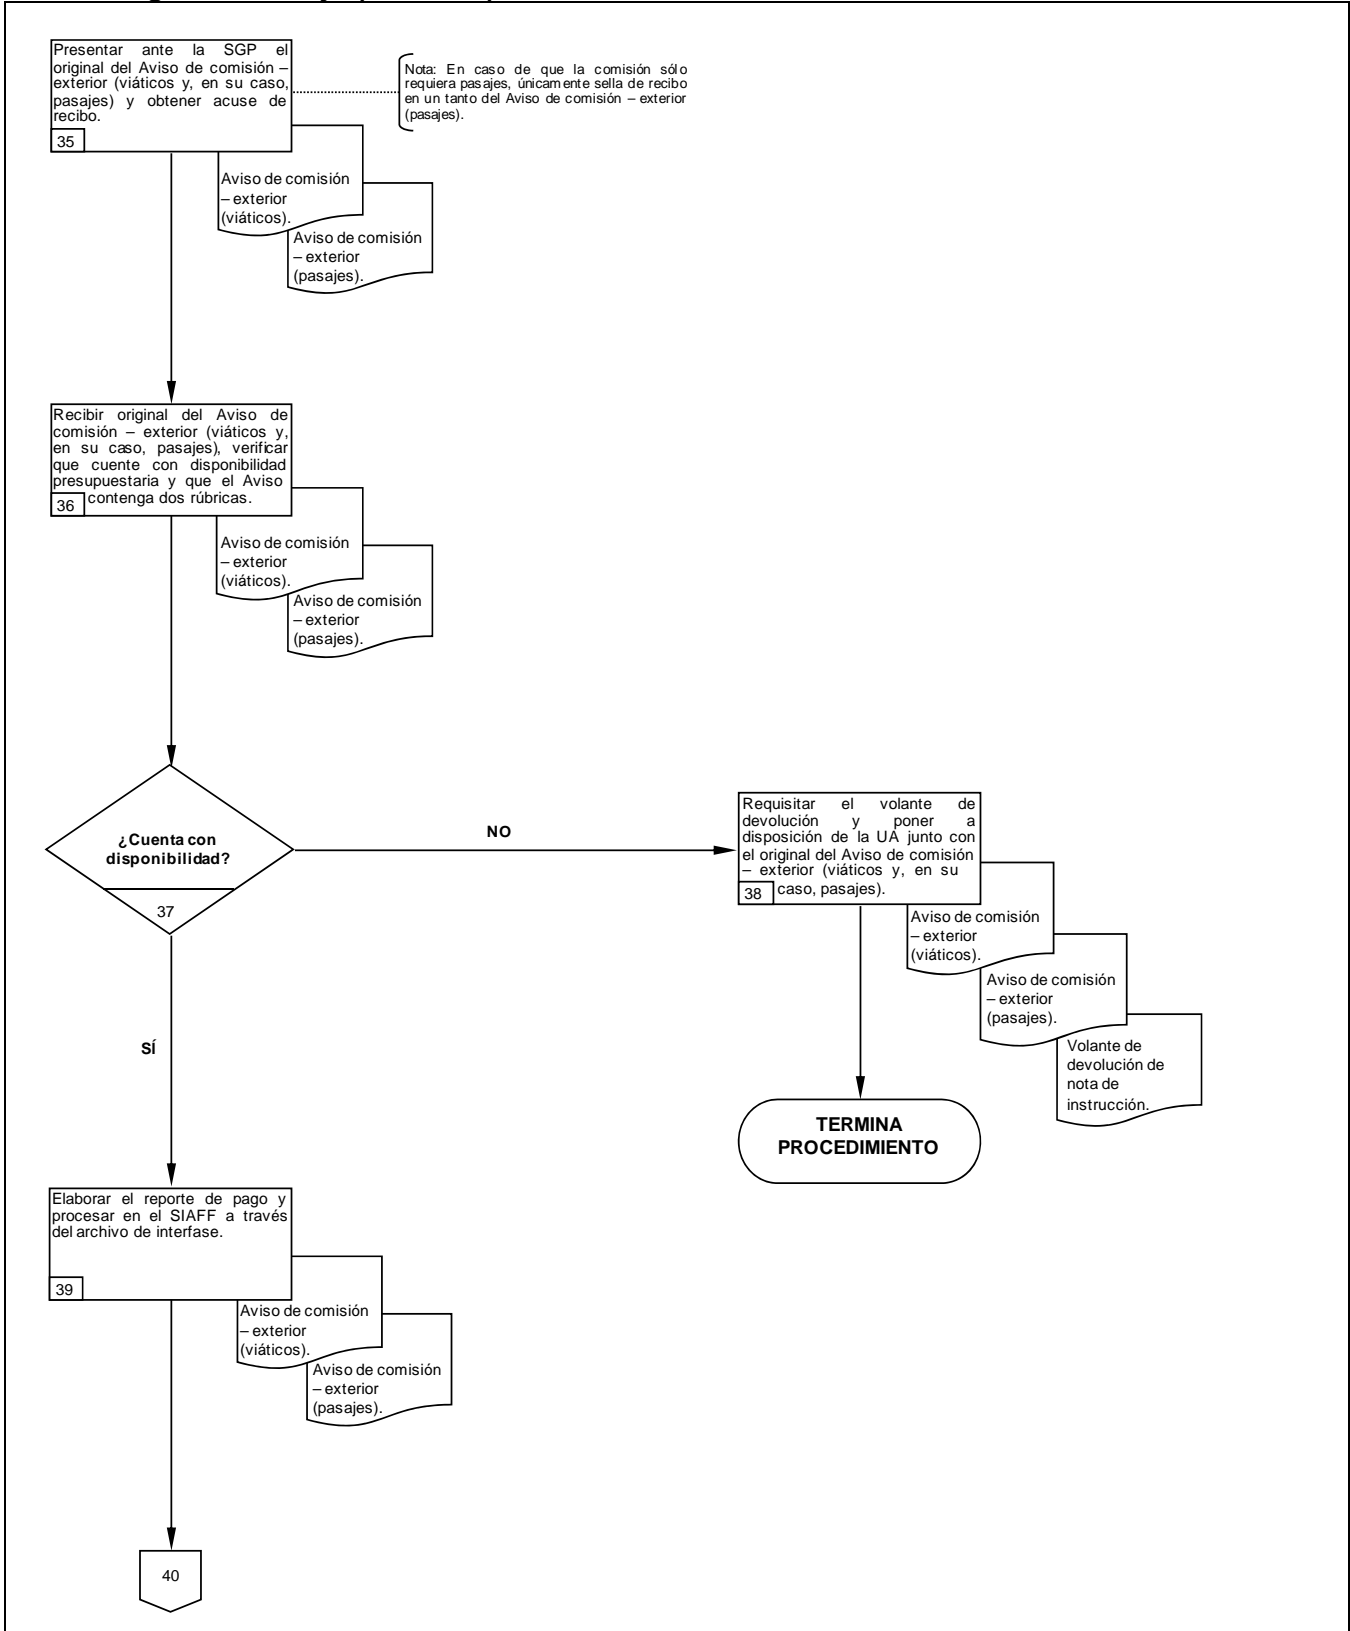 Presentar ante la SGP el
original del Aviso de comisión –
exterior (viáticos y, en su caso,
pasajes) y obtener acuse de
recibo.
35
Nota: En caso de que la comisión sólo
requiera pasajes, únicamente sella de recibo
en un tanto del Aviso de comisión – exterior
(pasajes).
Aviso de comisión
– exterior
(viáticos).
Aviso de comisión
– exterior
(pasajes).
Recibir original del Aviso de
comisión – exterior (viáticos y,
en su caso, pasajes), verificar
que cuente con disponibilidad
presupuestaria y que el Aviso
contenga dos rúbricas.
36
Aviso de comisión
– exterior
(viáticos).
Aviso de comisión
– exterior
(pasajes).
¿Cuenta con
disponibilidad?
37
NO
Requisitar el volante de
devolución y poner a
disposición de la UA junto con
el original del Aviso de comisión
– exterior (viáticos y, en su
caso, pasajes).
38
Aviso de comisión
– exterior
(viáticos).
Aviso de comisión
– exterior
(pasajes).
Volante de
devolución de
nota de
instrucción.
TERMINA
PROCEDIMIENTO
SÍ
Elaborar el reporte de pago y
procesar en el SIAFF a través
del archivo de interfase.
39
Aviso de comisión
– exterior
(viáticos).
Aviso de comisión
– exterior
(pasajes).
40